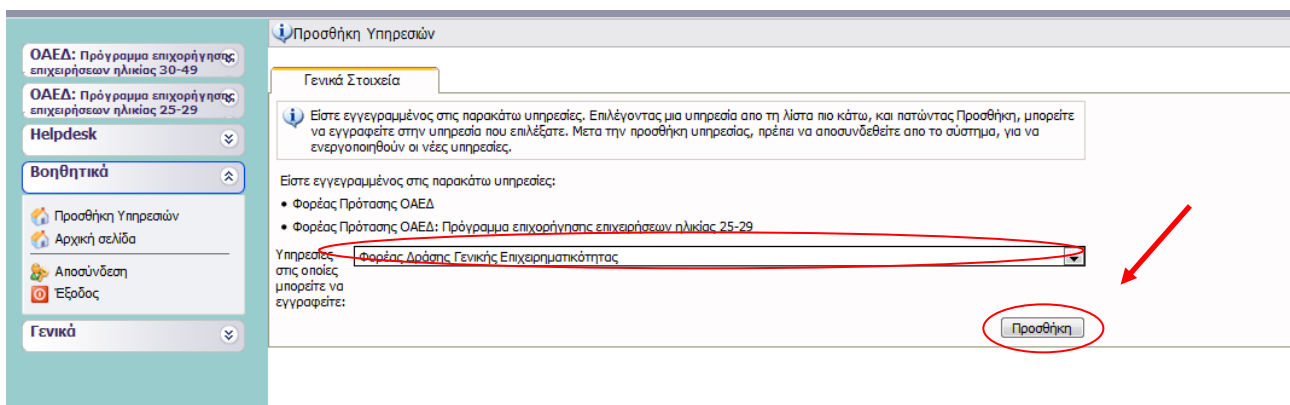 Προσθήκη Υπηρεσιών
ΟΑΕΔ: Πρόγραμμα επιχορήγησης
επιχειρήσεων ηλικίας 30-49
ΟΑΕΔ: Πρόγραμμα επιχορήγησης
επιχειρήσεων ηλικίας 25-29
Helpdesk
Βοηθητικά
Προσθήκη Υπηρεσιών
Αρχική σελίδα
Αποσύνδεση
Έξοδος
Γενικά
Γενικά Στοιχεία
Είστε εγγεγραμμένος στις παρακάτω υπηρεσίες. Επιλέγοντας μια υπηρεσία απο τη λίστα πιο κάτω, και πατώντας Προσθήκη, μπορείτε
να εγγραφείτε στην υπηρεσία που επιλέξατε. Μετα την προσθήκη υπηρεσίας, πρέπει να αποσυνδεθείτε απο το σύστημα, για να
ενεργοποιηθούν οι νέες υπηρεσίες.
Είστε εγγεγραμμένος στις παρακάτω υπηρεσίες:
• Φορέας Πρότασης ΟΑΕΔ
• Φορέας Πρότασης ΟΑΕΔ: Πρόγραμμα επιχορήγησης επιχειρήσεων ηλικίας 25-29
Υπηρεσίες Φορέας Δράσης Γενικής Επιχειρηματικότητας
στις οποίες
μπορείτε να
εγγραφείτε:
Προσθήκη